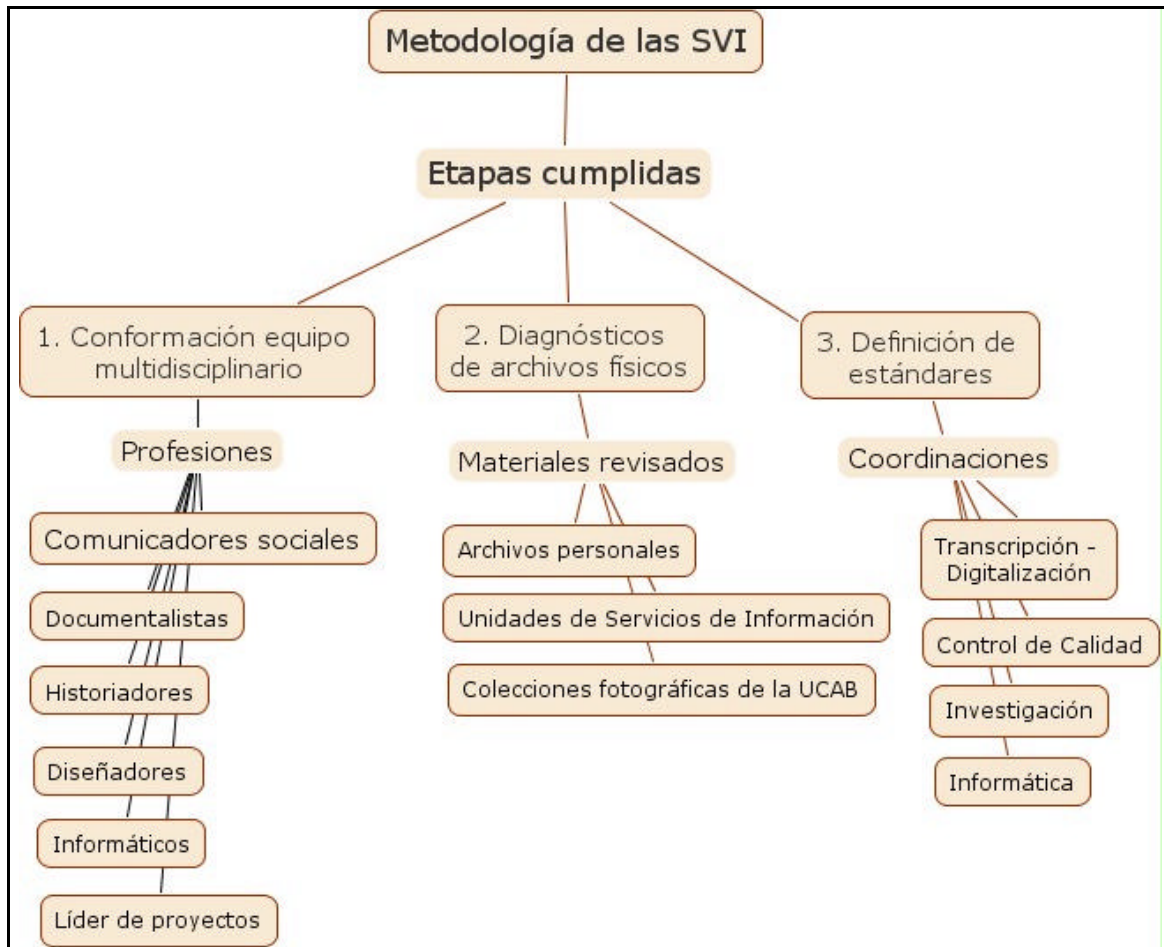 Metodología de las SVI
Etapas cumplidas
1. Conformación equipo
multidisciplinario
Profesiones
Comunicadores sociales
Documentalistas
Historiadores
Diseñadores
Informáticos
Líder de proyectos
2. Diagnósticos
de archivos físicos
Materiales revisados
Archivos personales
Unidades de Servicios de Información
Colecciones fotográficas de la UCAB
3. Definición de
estándares
Coordinaciones
Transcripción -
Digitalización
Control de Calidad
Investigación
Informática